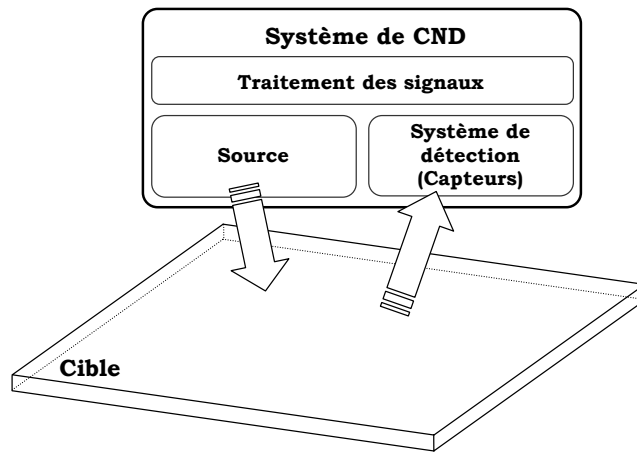 Système de CND
Traitement des signaux
Source
Système de
détection
(Capteurs)
Cible